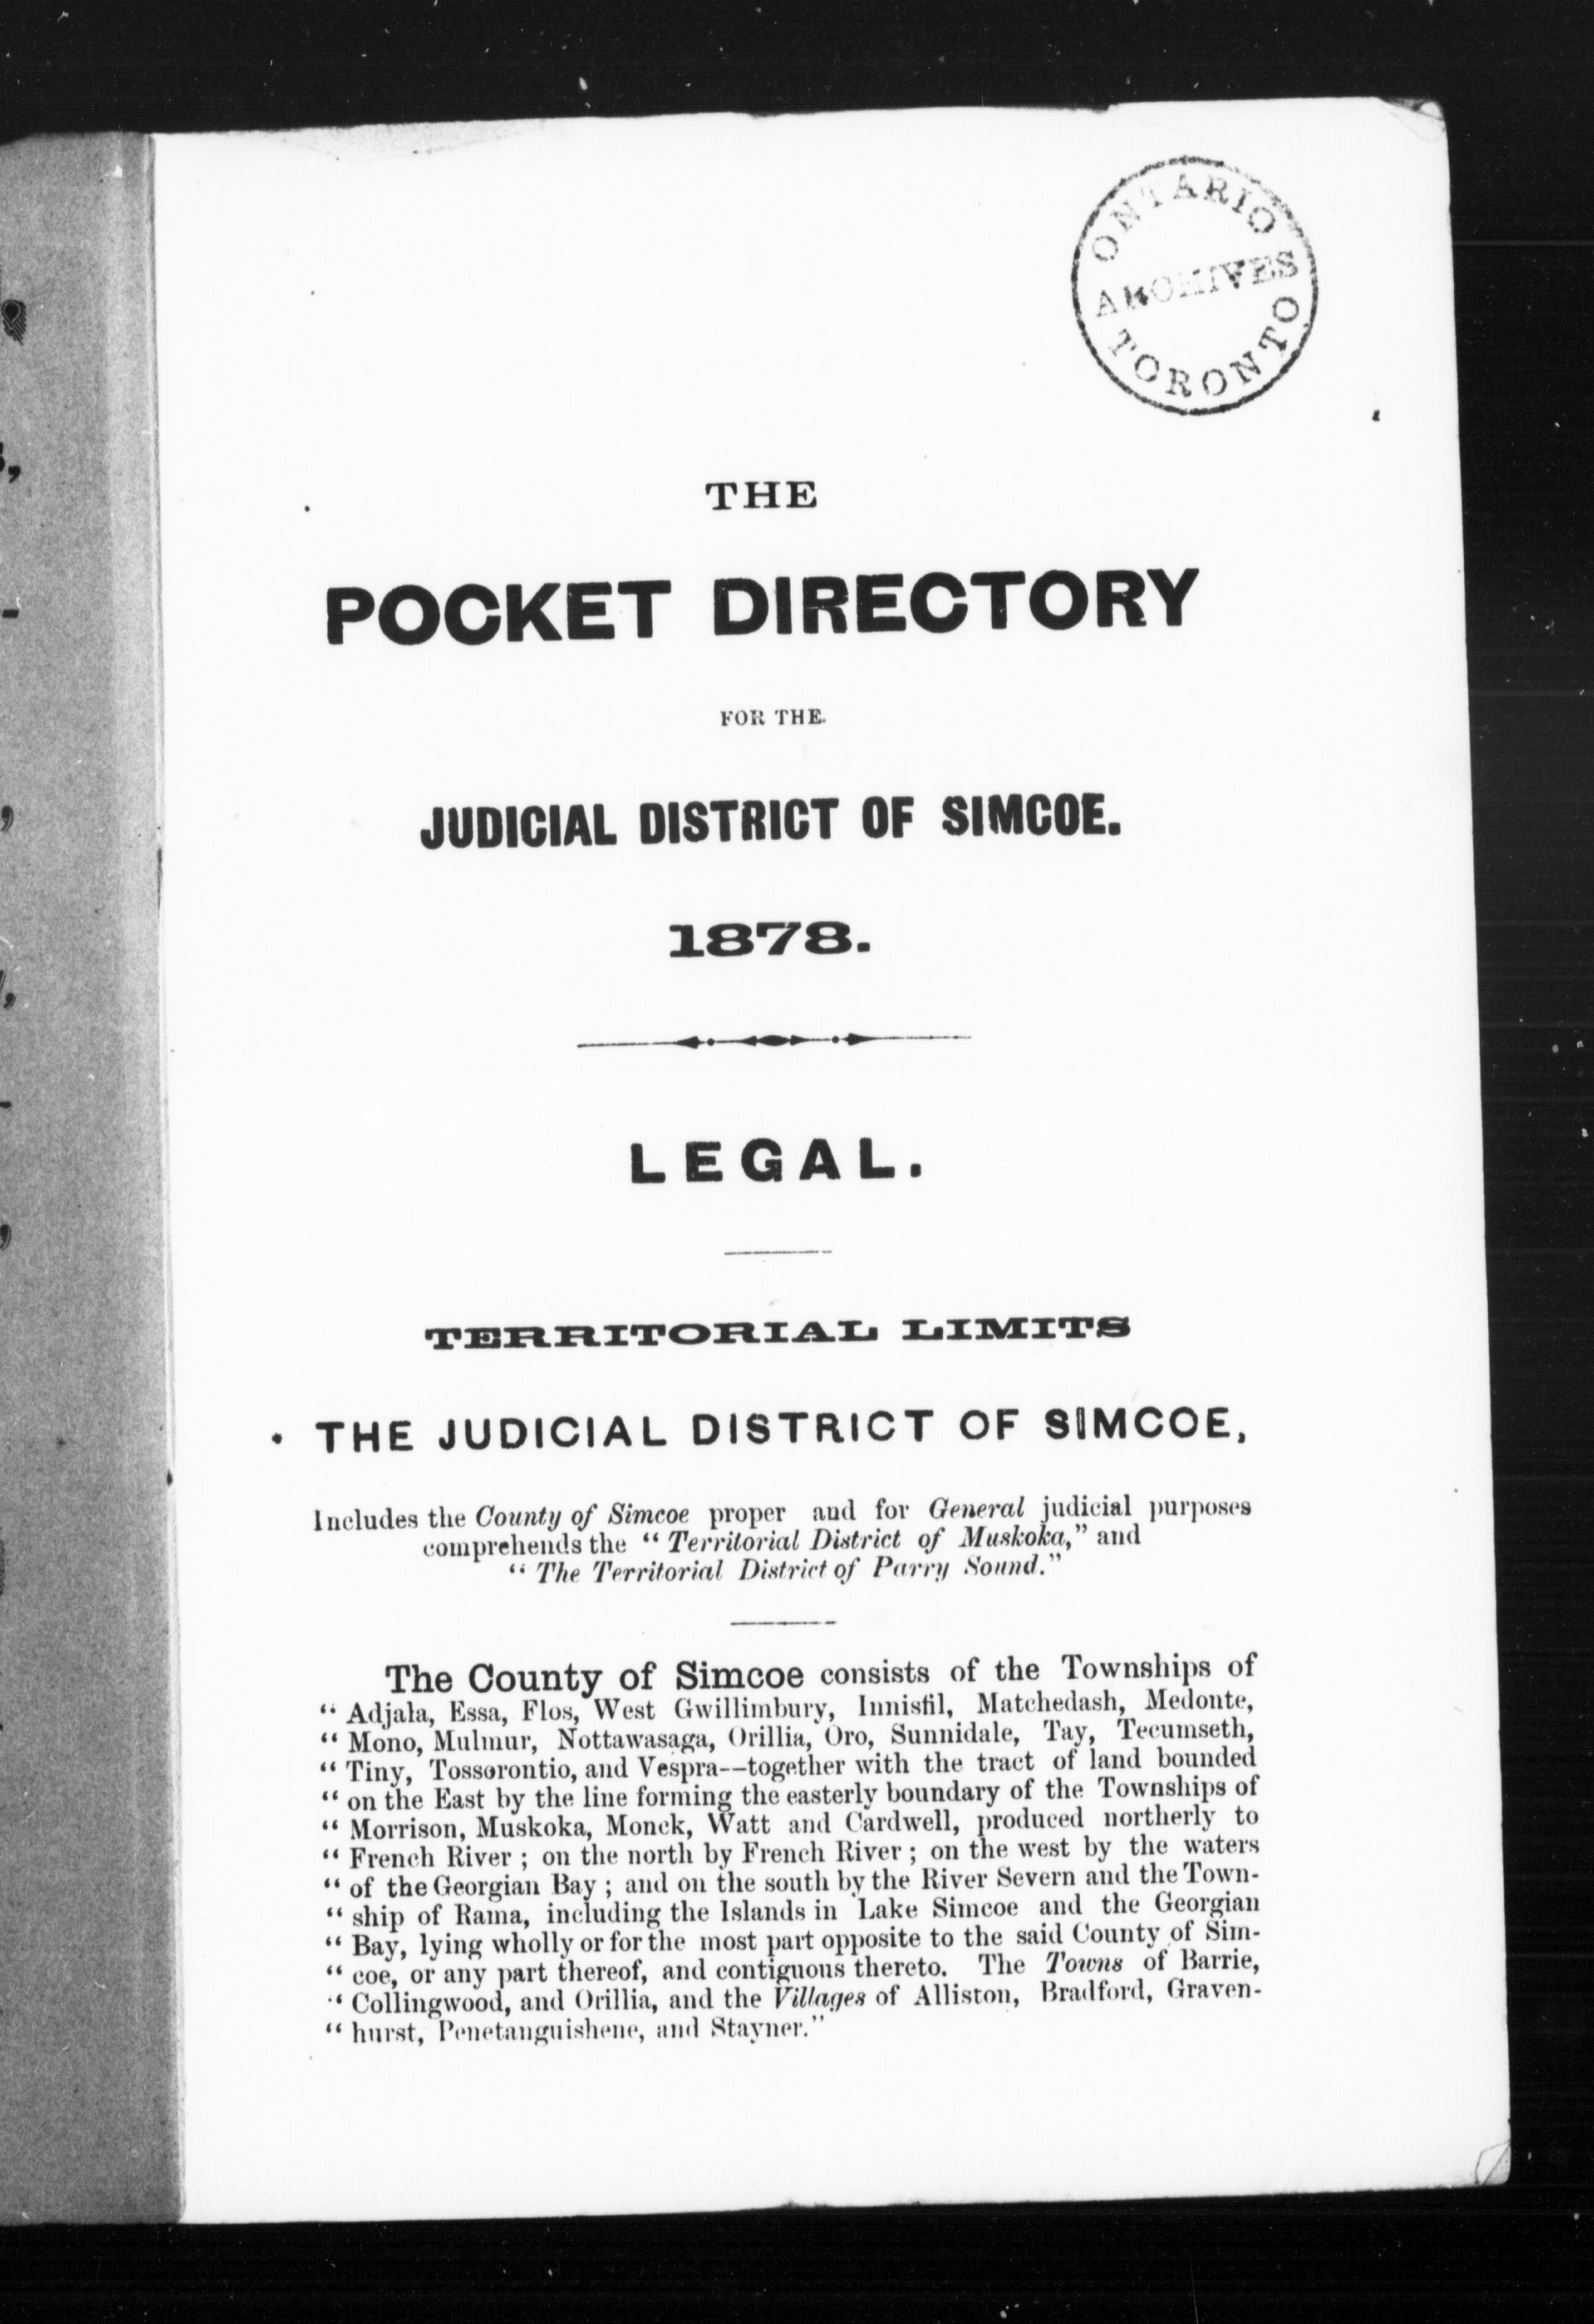 ONTARIO
ARCHIVES
TORONTO
THE
POCKET DIRECTORY
FOR THE
JUDICIAL DISTRICT OF SIMCOE.
1878.
LEGAL.
TERRITORIAL LIMITS
THE JUDICIAL DISTRICT OF SIMCOE,
Includes the County of Simcoe proper and for General judicial purposes
comprehends the “ Territorial District of Muskoka,” and
“ The Territorial District of Parry Sound.”
The County of Simcoe consists of the Townships of
“ Adjala, Essa, Flos, West Gwillimbury, Innisfil, Matchedash, Medonte,
“ Mono, Mulmur, Nottawasaga, Orillia, Oro, Sunnidale, Tay, Tecumseth,
“ Tiny, Tossorontio, and Vespra--together with the tract of land bounded
“ on the East by the line forming the easterly boundary of the Townships of
“ Morrison, Muskoka, Monck, Watt and Cardwell, produced northerly to
“ French River ; on the north by French River ; on the west by the waters
“ of the Georgian Bay ; and on the south by the River Severn and the Town-
“ ship of Rama, including the Islands in Lake Simcoe and the Georgian
“ Bay, lying wholly or for the most part opposite to the said County of Sim-
“ coe, or any part thereof, and contiguous thereto. The Towns of Barrie,
“ Collingwood, and Orillia, and the Villages of Alliston, Bradford, Graven-
“ hurst, Penetanguishene, and Stayner.”